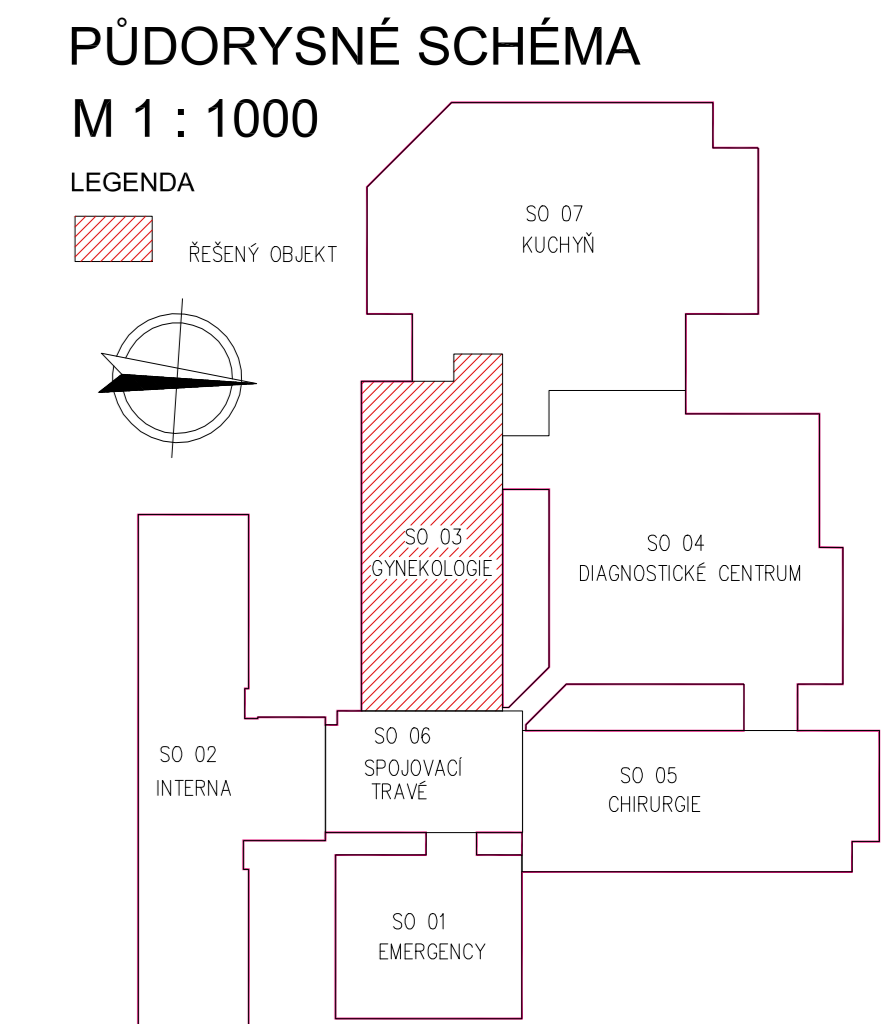 PŮDORYSNÉ SCHÉMA
M 1 : 1000
LEGENDA
ŘEŠENÝ OBJEKT
SO 07
KUCHYŇ
SO 03
GYNEKOLOGIE
SO 04
DIAGNOSTICKÉ CENTRUM
SO 06
SPOJOVACÍ
TRAVÉ
SO 02
INTERNA
SO 05
CHIRURGIE
SO 01
EMERGENCY